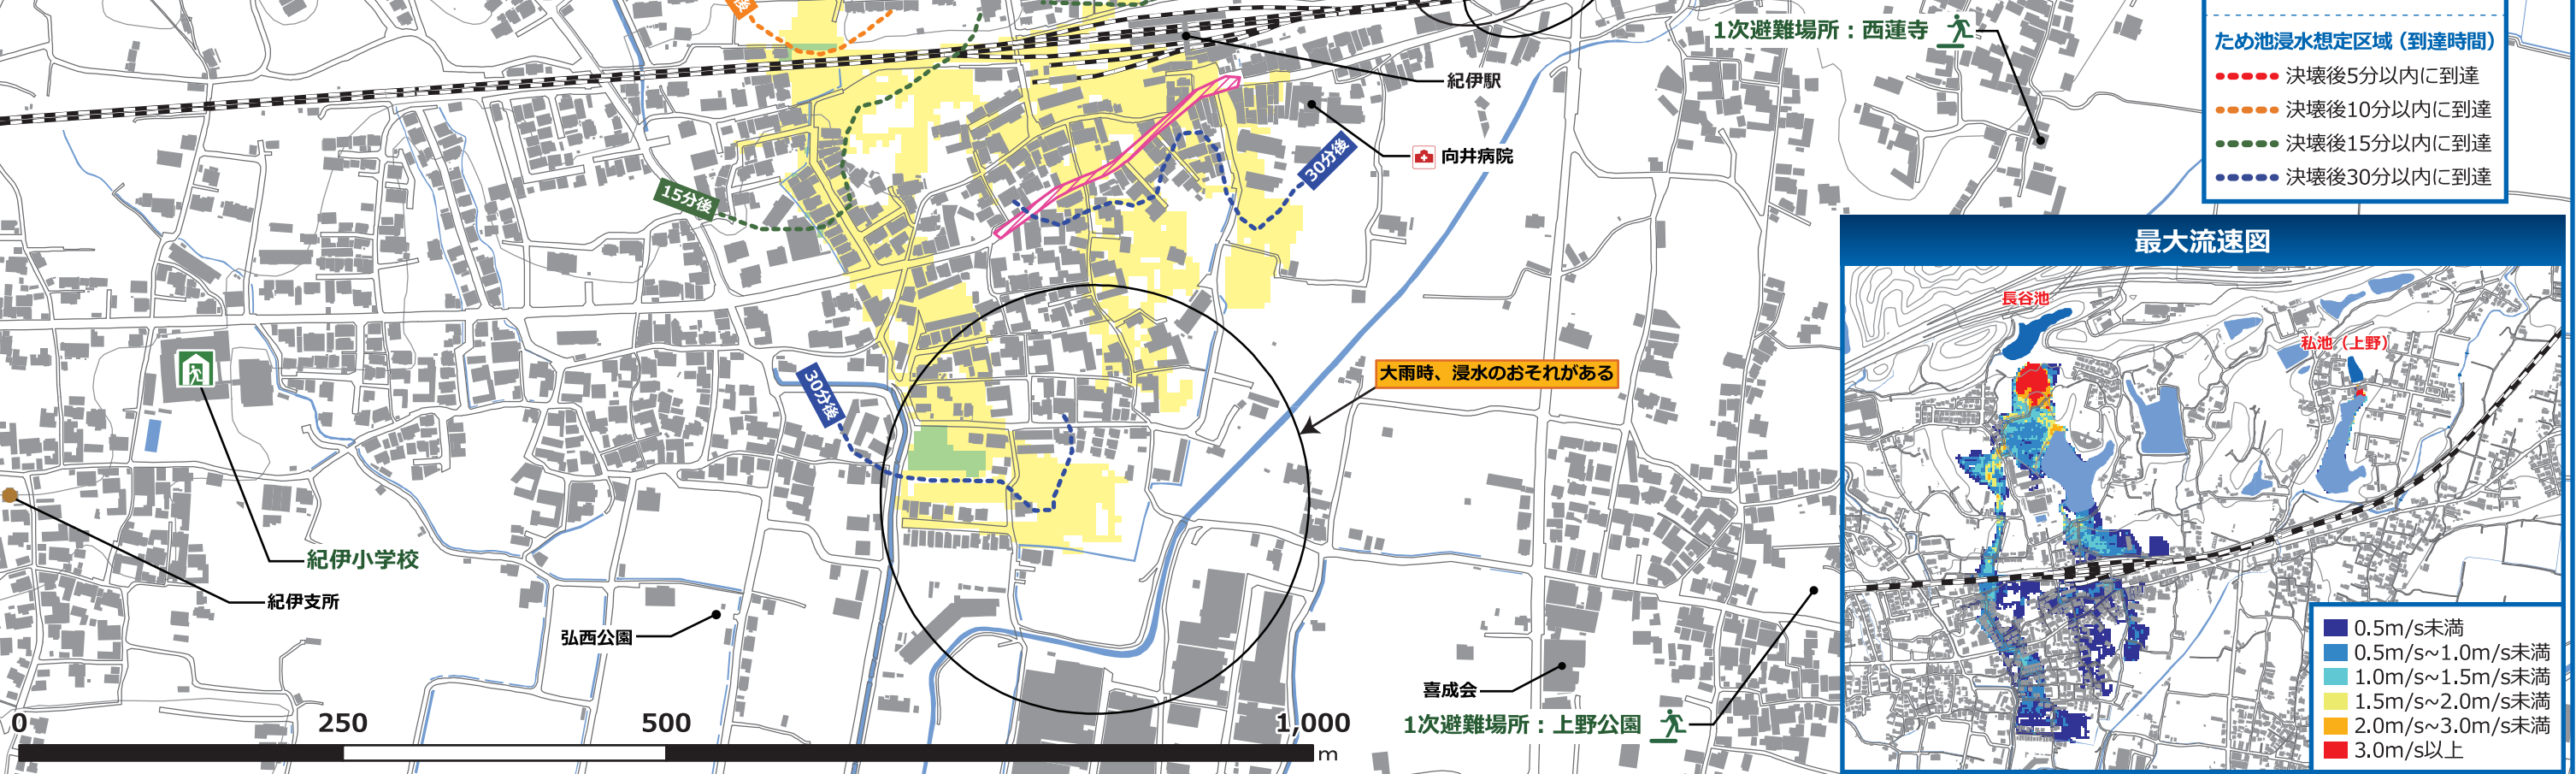 後
1次避難場所：西蓮寺
紀伊駅
向井病院
30分後
15分後
30分後
大雨時、浸水のおそれがある
紀伊小学校
紀伊支所
弘西公園
喜成会
1次避難場所：上野公園
0 250 500 1,000
m
ため池浸水想定区域（到達時間）
決壊後5分以内に到達
決壊後10分以内に到達
決壊後15分以内に到達
決壊後30分以内に到達
最大流速図
長谷池
私池（上野）
0.5m/s未満
0.5m/s~1.0m/s未満
1.0m/s~1.5m/s未満
1.5m/s~2.0m/s未満
2.0m/s~3.0m/s未満
3.0m/s以上